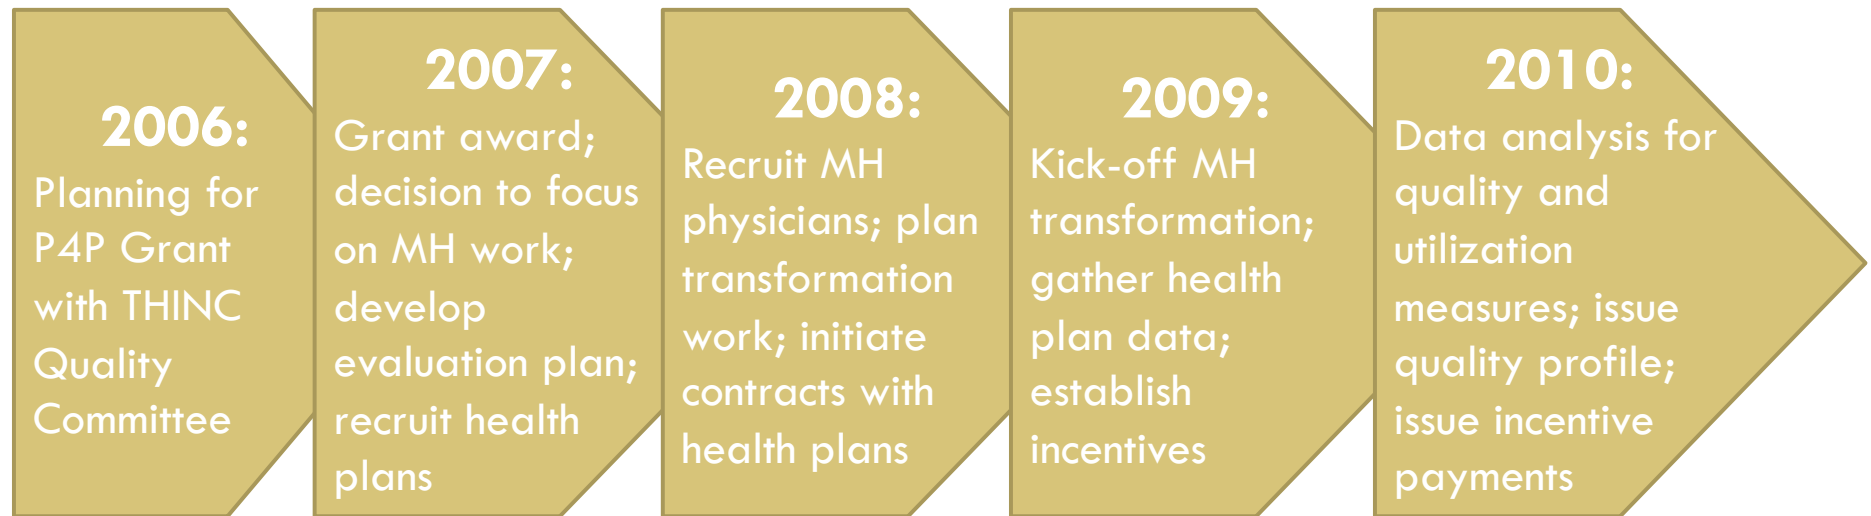 2006:
Planning for
P4P Grant
with THINC
Quality
Committee
2007:
Grant award;
decision to focus
on MH work;
develop
evaluation plan;
recruit health
plans
2008:
Recruit MH
physicians; plan
transformation
work; initiate
contracts with
health plans
2009:
Kick-off MH
transformation;
gather health
plan data;
establish
incentives
2010:
Data analysis for
quality and
utilization
measures; issue
quality profile;
issue incentive
payments